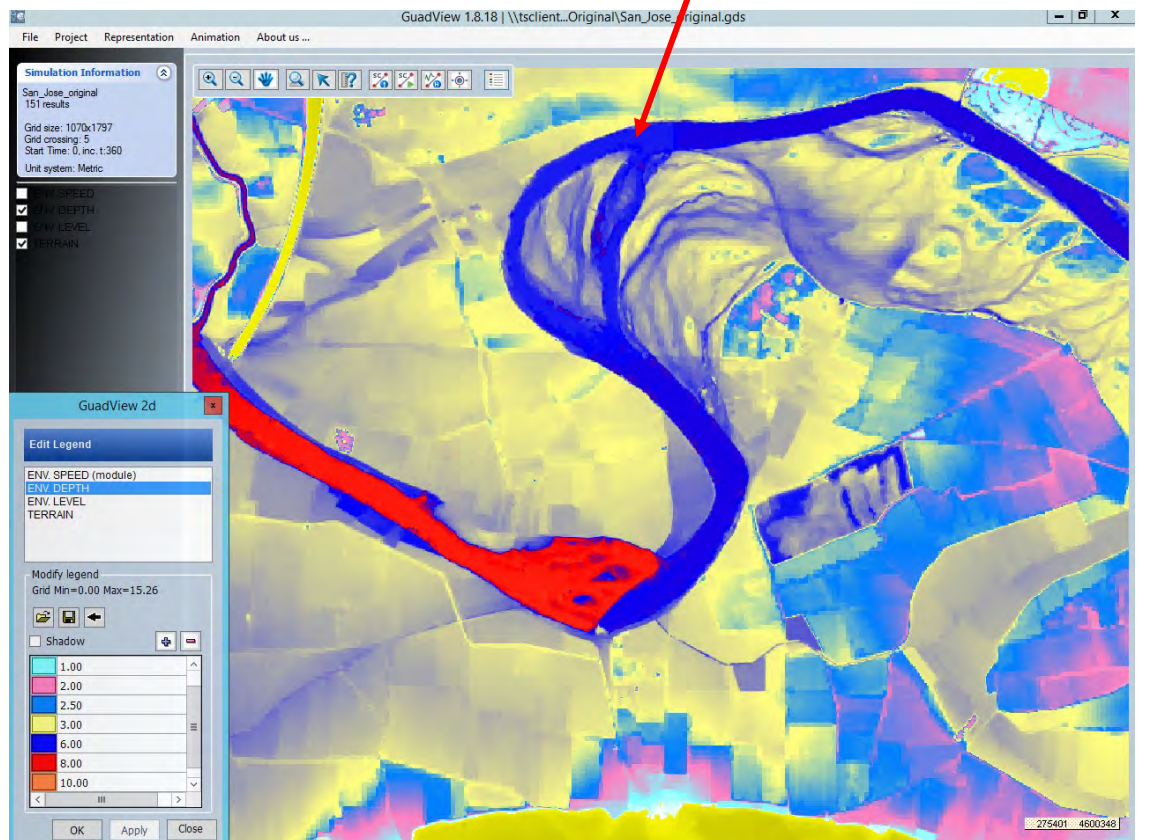 GuadView 1.8.18 | \\tsclient...Original\San_Jose_original.gds
File Project Representation Animation About us ...
Simulation Information
San_Jose_original
151 results
Grid size: 1070x1797
Grid crossing: 5
Start Time: 0, inc. t:360
Unit system: Metric
ENV. SPEED
ENV. DEPTH
ENV. LEVEL
TERRAIN
GuadView 2d
Edit Legend
ENV. SPEED (module)
ENV. DEPTH
ENV. LEVEL
TERRAIN
Modify legend
Grid Min=0.00 Max=15.26
Shadow
1.00
2.00
2.50
3.00
6.00
8.00
10.00
OK Apply Close
275401 4600348